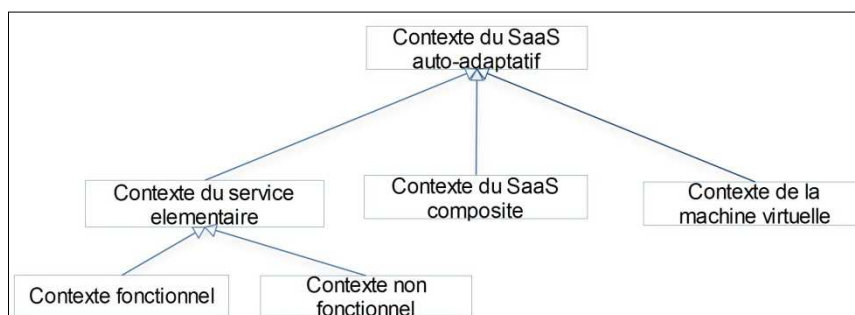 Contexte du SaaS
auto-adaptatif
Contexte du service
elementaire
Contexte du SaaS
composite
Contexte de la
machine virtuelle
Contexte fonctionnel
Contexte non
fonctionnel